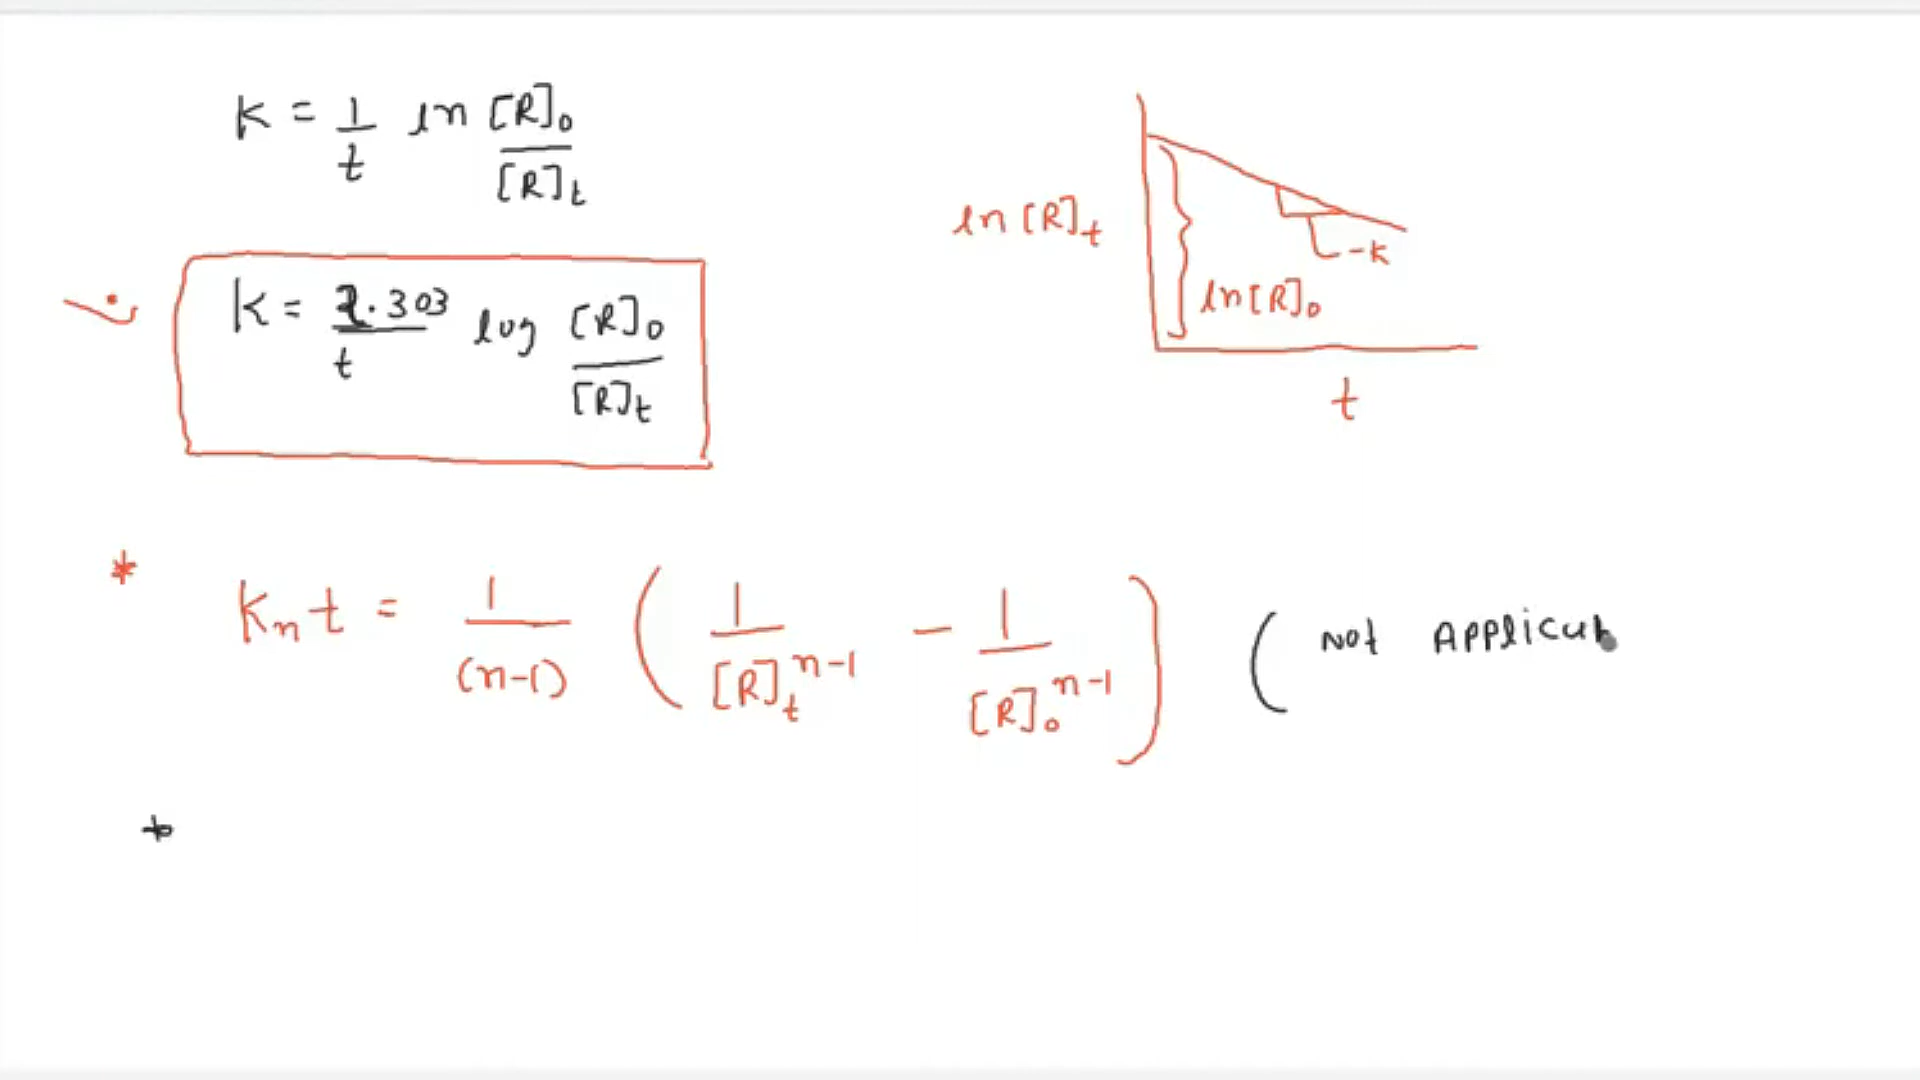 K = 1/t ln [R]₀/[R]t
K = 2.303/t log [R]₀/[R]t
ln [R]t
-K
ln [R]₀
t
* Kₙt = 1/(n-1) ( 1/[R]t^n-1 - 1/[R]₀^n-1 ) ( Not Applicab
*